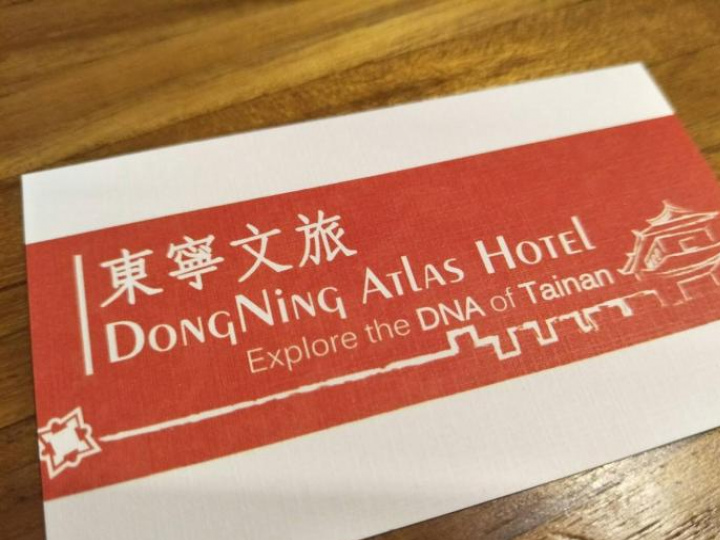 東寧文旅
DongNing Atlas Hotel
Explore the DNA of Tainan